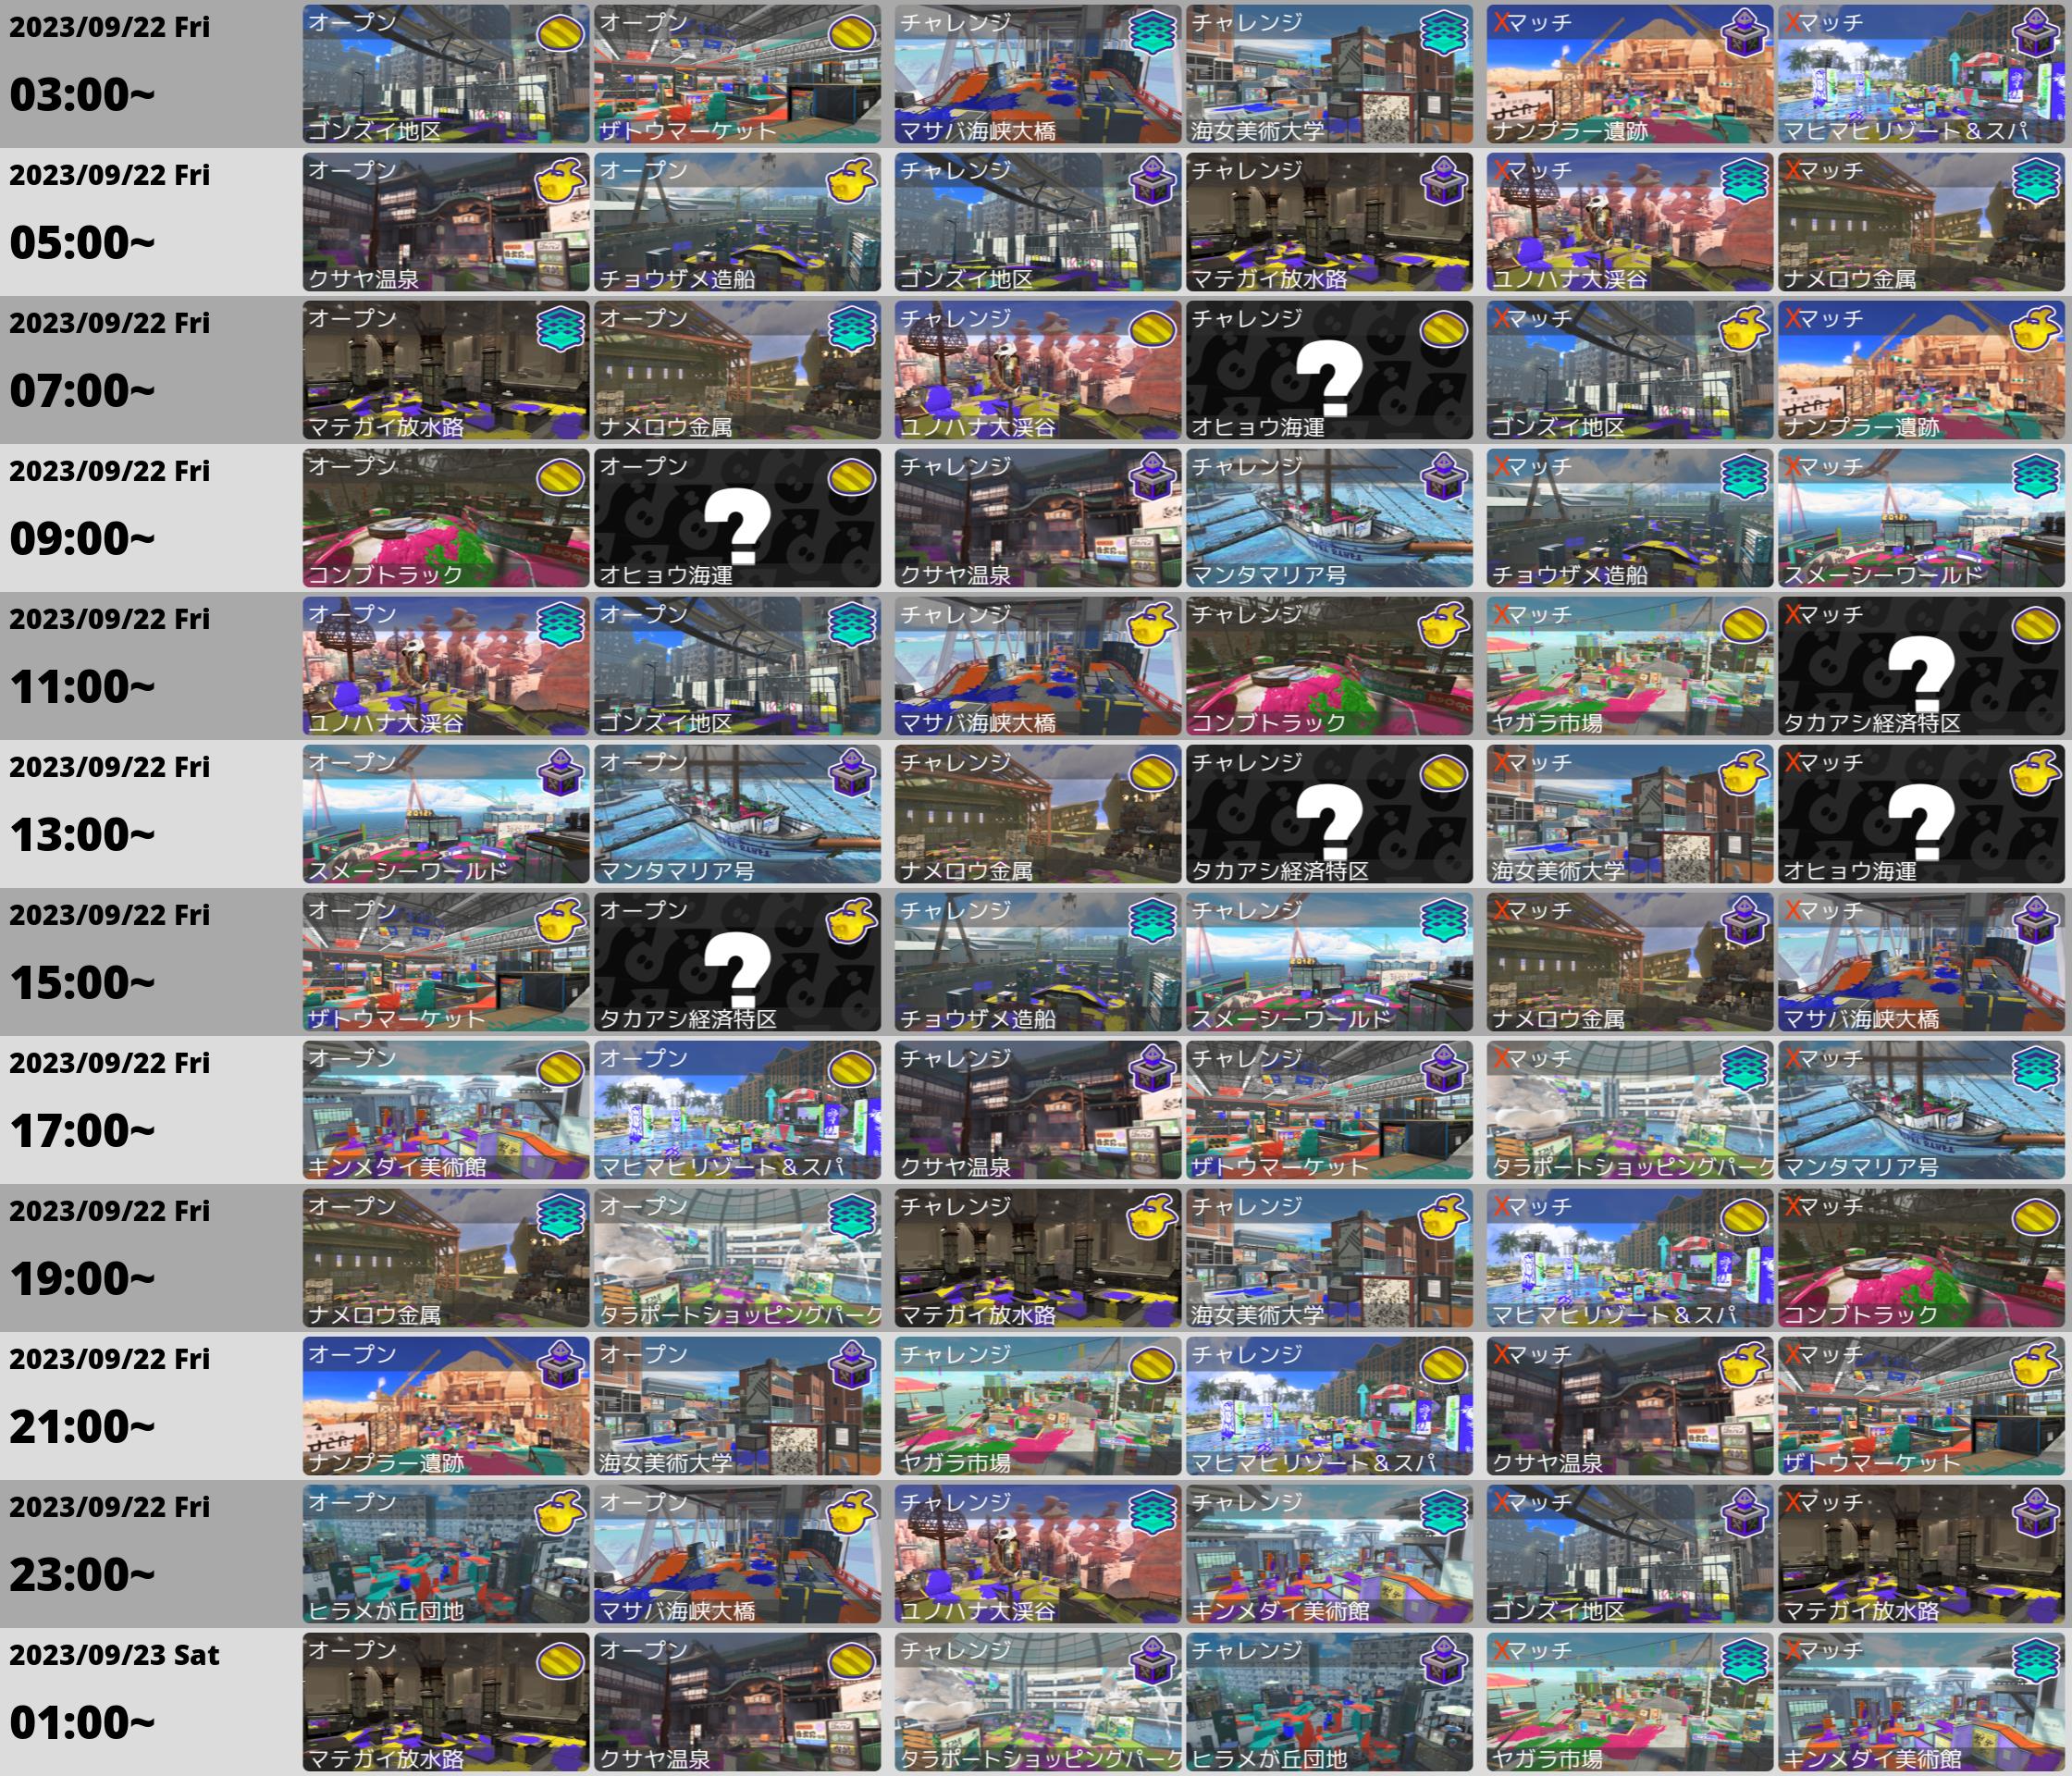 2023/09/22 Fri
03:00~
オープン オープン チャレンジ チャレンジ Xマッチ Xマッチ
ゴンズイ地区 ザトウマーケット マサバ海峡大橋 海女美術大学 ナンプラー遺跡 マヒマヒリゾート＆スパ
2023/09/22 Fri
05:00~
オープン オープン チャレンジ チャレンジ Xマッチ Xマッチ
クサヤ温泉 チョウザメ造船 ゴンズイ地区 マテガイ放水路 ユノハナ大渓谷 ナメロウ金属
2023/09/22 Fri
07:00~
オープン オープン チャレンジ チャレンジ Xマッチ Xマッチ
マテガイ放水路 ナメロウ金属 ユノハナ大渓谷 オヒョウ海運 ゴンズイ地区 ナンプラー遺跡
2023/09/22 Fri
09:00~
オープン オープン チャレンジ チャレンジ Xマッチ Xマッチ
コンブトラック オヒョウ海運 クサヤ温泉 マンタマリア号 チョウザメ造船 スメーシーワールド
2023/09/22 Fri
11:00~
オープン オープン チャレンジ チャレンジ Xマッチ Xマッチ
ユノハナ大渓谷 ゴンズイ地区 マサバ海峡大橋 コンブトラック ヤガラ市場 タカアシ経済特区
2023/09/22 Fri
13:00~
オープン オープン チャレンジ チャレンジ Xマッチ Xマッチ
スメーシーワールド マンタマリア号 ナメロウ金属 タカアシ経済特区 海女美術大学 オヒョウ海運
2023/09/22 Fri
15:00~
オープン オープン チャレンジ チャレンジ Xマッチ Xマッチ
ザトウマーケット タカアシ経済特区 チョウザメ造船 スメーシーワールド ナメロウ金属 マサバ海峡大橋
2023/09/22 Fri
17:00~
オープン オープン チャレンジ チャレンジ Xマッチ Xマッチ
キンメダイ美術館 マヒマヒリゾート＆スパ クサヤ温泉 ザトウマーケット タラポートショッピングパーク マンタマリア号
2023/09/22 Fri
19:00~
オープン オープン チャレンジ チャレンジ Xマッチ Xマッチ
ナメロウ金属 タラポートショッピングパーク マテガイ放水路 海女美術大学 マヒマヒリゾート＆スパ コンブトラック
2023/09/22 Fri
21:00~
オープン オープン チャレンジ チャレンジ Xマッチ Xマッチ
ナンプラー遺跡 海女美術大学 ヤガラ市場 マヒマヒリゾート＆スパ クサヤ温泉 ザトウマーケット
2023/09/22 Fri
23:00~
オープン オープン チャレンジ チャレンジ Xマッチ Xマッチ
ヒラメが丘団地 マサバ海峡大橋 ユノハナ大渓谷 キンメダイ美術館 ゴンズイ地区 マテガイ放水路
2023/09/23 Sat
01:00~
オープン オープン チャレンジ チャレンジ Xマッチ Xマッチ
マテガイ放水路 クサヤ温泉 タラポートショッピングパーク ヒラメが丘団地 ヤガラ市場 キンメダイ美術館